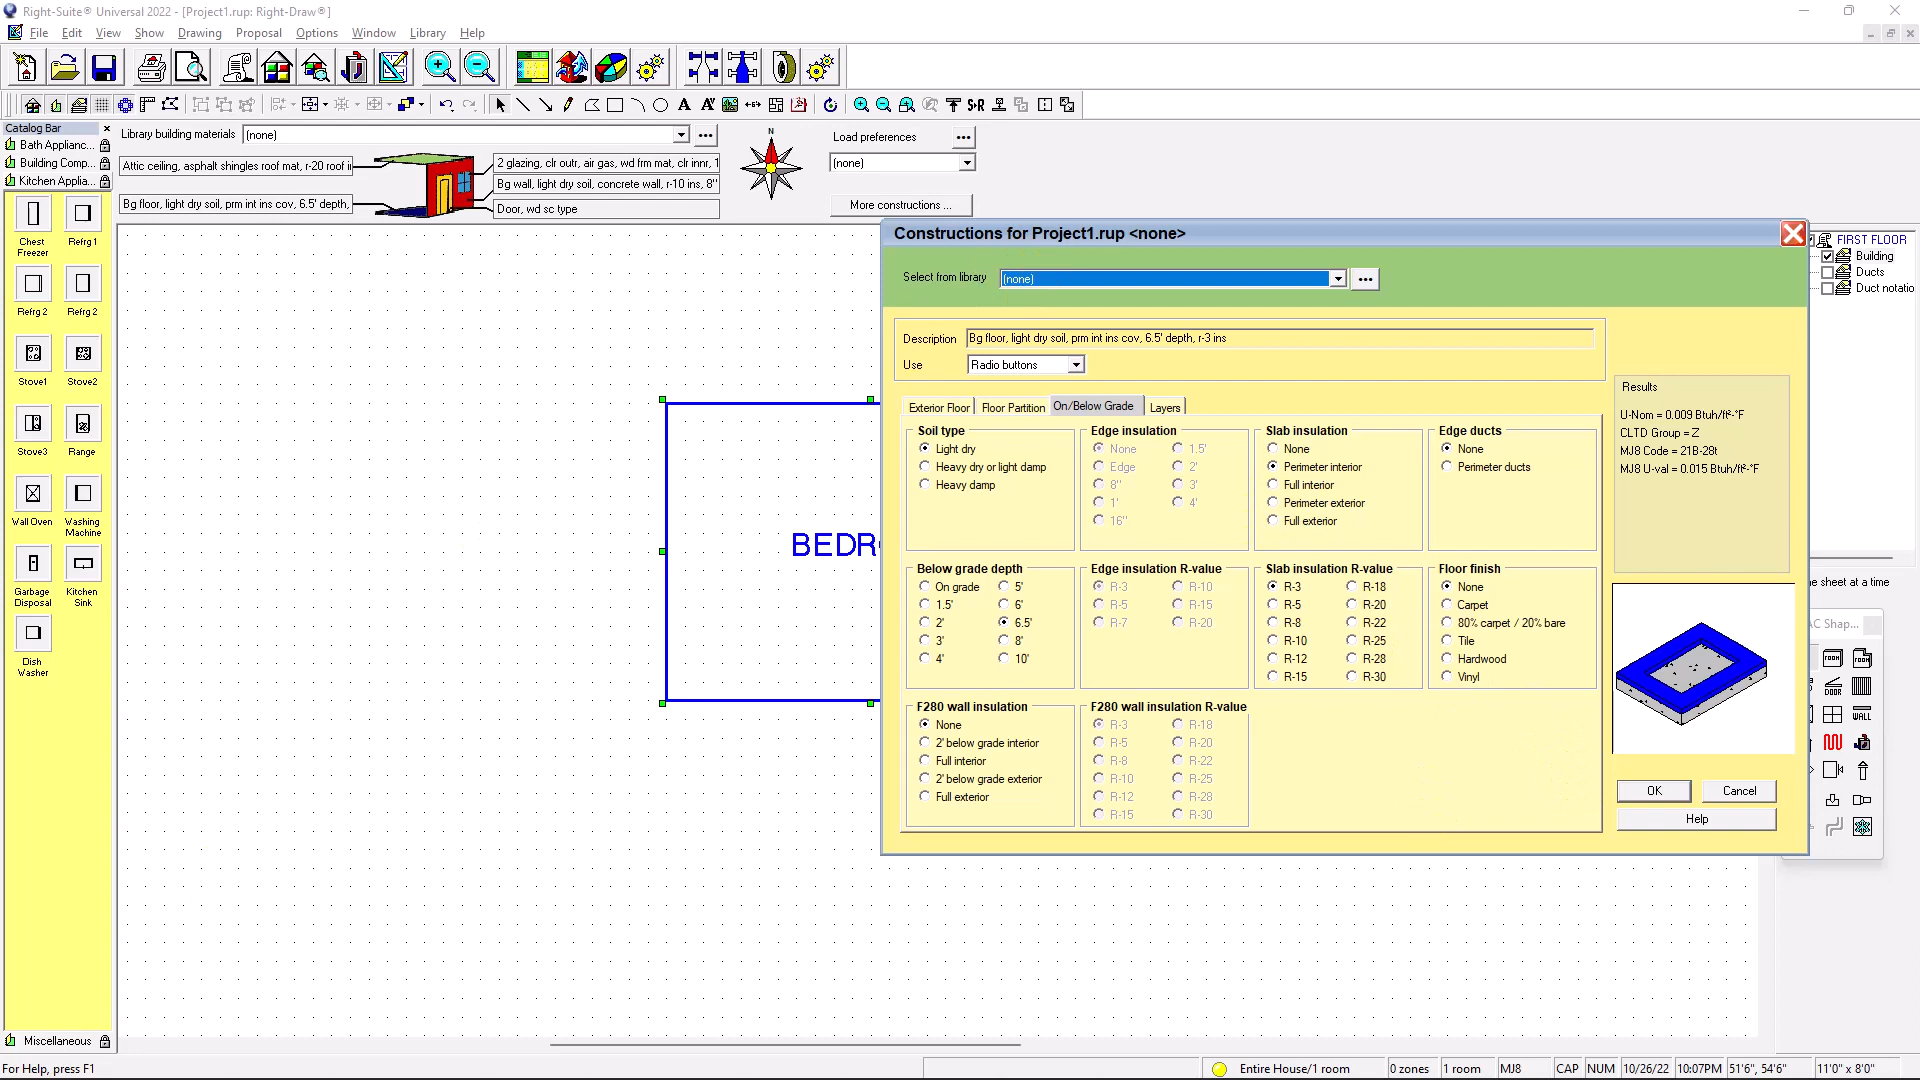 Right-Suite® Universal 2022 - [Project1.rup: Right-Draw®]
File Edit View Show Drawing Proposal Options Window Library Help
Catalog Bar
Bath Applianc...
Building Comp...
Kitchen Applia...
Library building materials (none)
Attic ceiling, asphalt shingles roof mat, r-20 roof i
2 glazing, clr outr, air gas, wd frm mat, clr innr, 1
Bg wall, light dry soil, concrete wall, r-10 ins, 8"
Bg floor, light dry soil, prm int ins cov, 6.5' depth,
Door, wd sc type
N
Load preferences
(none)
More constructions ...
Chest Freezer
Refrg1
Refrg 2
Refrg 2
Stove1
Stove2
Stove3
Range
Wall Oven
Washing Machine
Garbage Disposal
Kitchen Sink
Dish Washer
Miscellaneous
BEDR
Constructions for Project1.rup <none>
Select from library (none)
Description Bg floor, light dry soil, prm int ins cov, 6.5' depth, r-3 ins
Use Radio buttons
Exterior Floor Floor Partition On/Below Grade Layers
Soil type
Light dry
Heavy dry or light damp
Heavy damp
Edge insulation
None 1.5'
Edge 2'
8" 3'
1' 4'
16"
Slab insulation
None
Perimeter interior
Full interior
Perimeter exterior
Full exterior
Edge ducts
None
Perimeter ducts
Below grade depth
On grade 5'
1.5' 6'
2' 6.5'
3' 8'
4' 10'
Edge insulation R-value
R-3 R-10
R-5 R-15
R-7 R-20
Slab insulation R-value
R-3 R-18
R-5 R-20
R-8 R-22
R-10 R-25
R-12 R-28
R-15 R-30
Floor finish
None
Carpet
80% carpet / 20% bare
Tile
Hardwood
Vinyl
F280 wall insulation
None
2' below grade interior
Full interior
2' below grade exterior
Full exterior
F280 wall insulation R-value
R-3 R-18
R-5 R-20
R-8 R-22
R-10 R-25
R-12 R-28
R-15 R-30
Results
U-Nom = 0.009 Btuh/ft²-°F
CLTD Group = Z
MJ8 Code = 21B-28t
MJ8 U-val = 0.015 Btuh/ft²-°F
OK Cancel
Help
FIRST FLOOR
Building
Ducts
Duct notatio
he sheet at a time
AC Shap...
ROOM
ROOM
DOOR
WALL
For Help, press F1
Entire House/1 room 0 zones 1 room MJ8 CAP NUM 10/26/22 10:07PM 51'6", 54'6" 11'0" x 8'0"